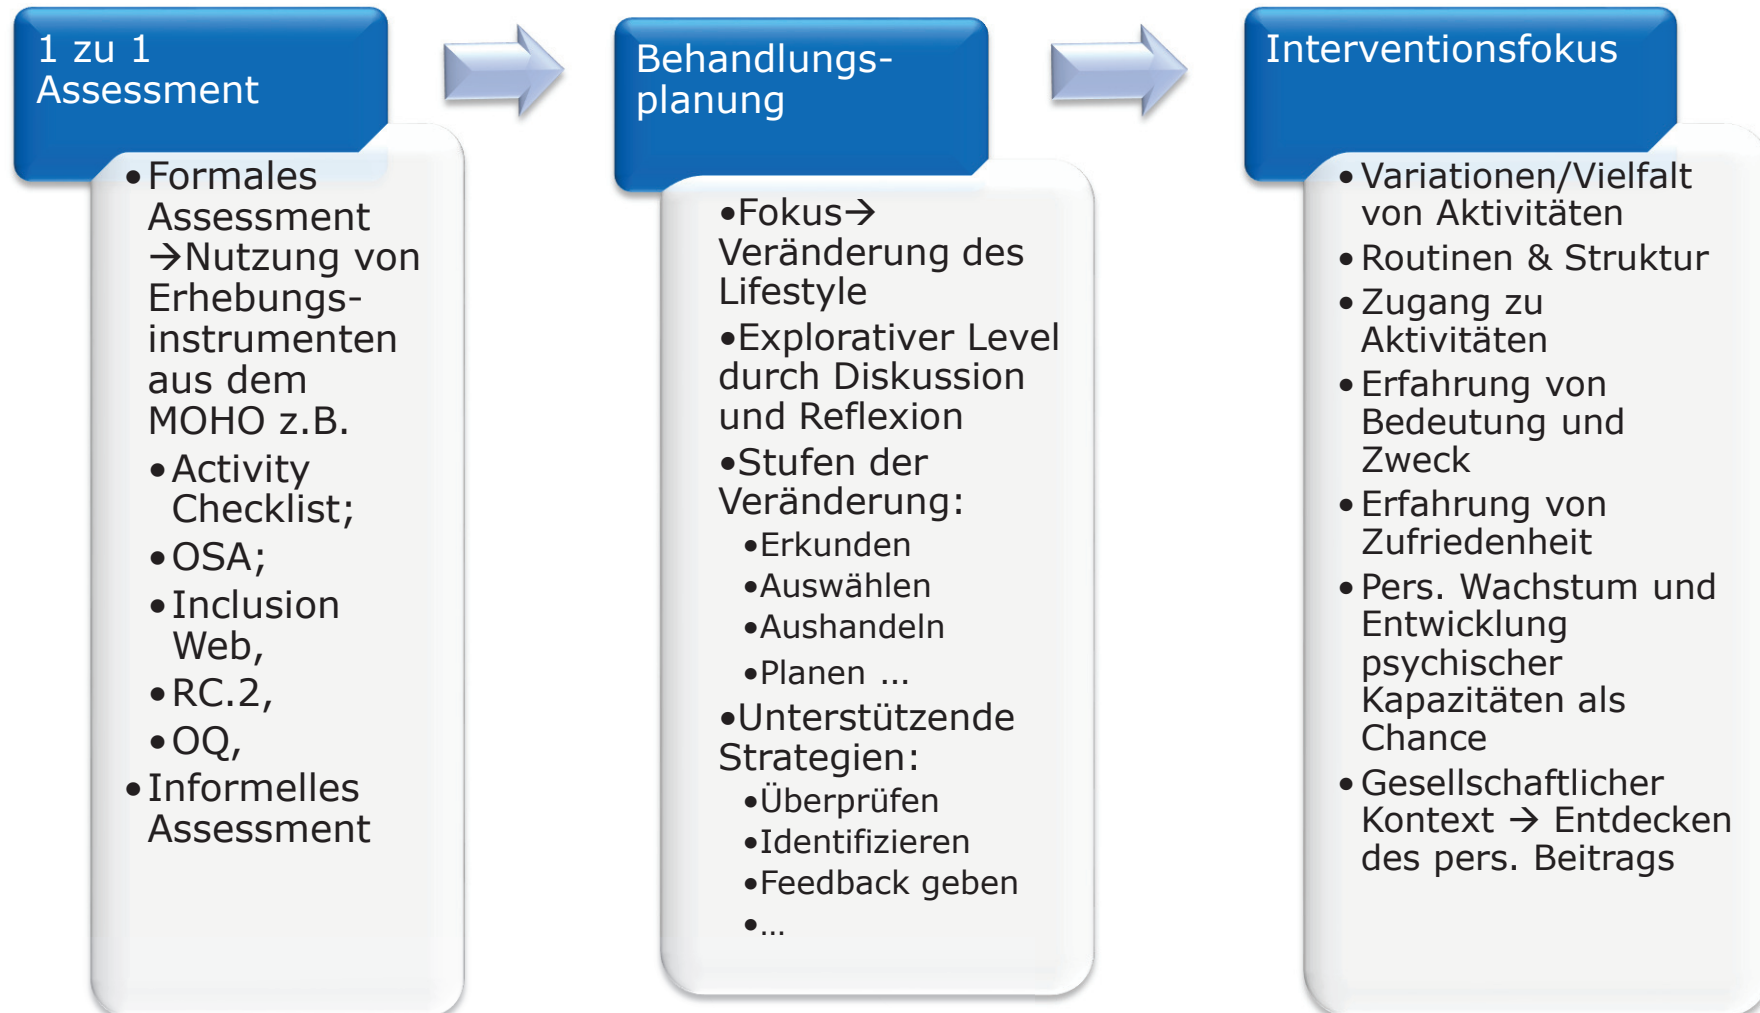 1 zu 1
Assessment
•Formales
Assessment
→Nutzung von
Erhebungs-
instrumenten
aus dem
MOHO z.B.
•Activity
Checklist;
•OSA;
•Inclusion
Web,
•RC.2,
•OQ,
•Informelles
Assessment
Behandlungs-
planung
•Fokus→
Veränderung des
Lifestyle
•Explorativer Level
durch Diskussion
und Reflexion
•Stufen der
Veränderung:
•Erkunden
•Auswählen
•Aushandeln
•Planen ...
•Unterstützende
Strategien:
•Überprüfen
•Identifizieren
•Feedback geben
•...
Interventionsfokus
•Variationen/Vielfalt
von Aktivitäten
•Routinen & Struktur
•Zugang zu
Aktivitäten
•Erfahrung von
Bedeutung und
Zweck
•Erfahrung von
Zufriedenheit
•Pers. Wachstum und
Entwicklung
psychischer
Kapazitäten als
Chance
•Gesellschaftlicher
Kontext → Entdecken
des pers. Beitrags